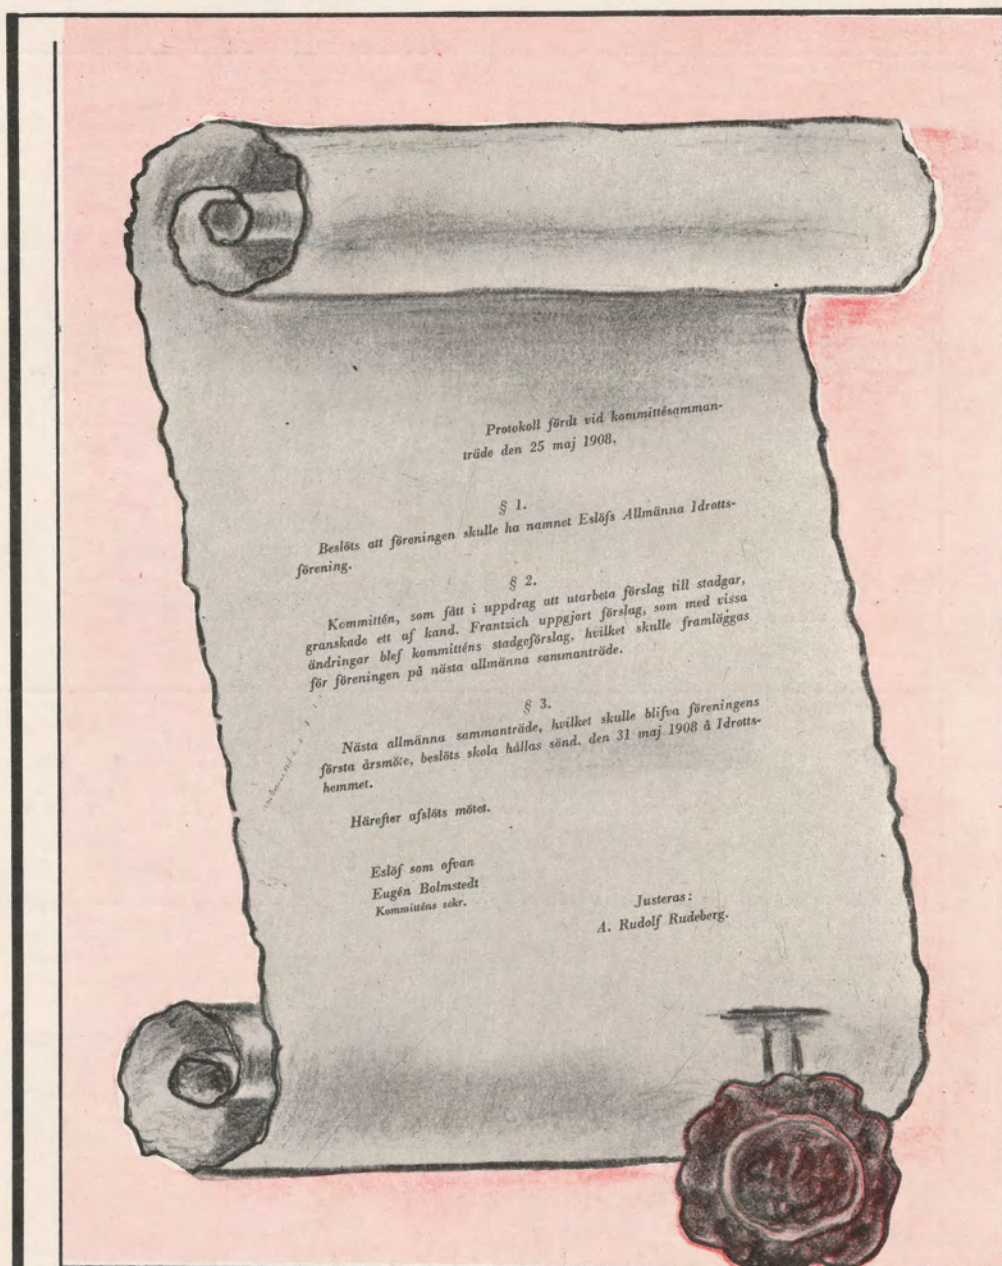 Protokoll fördt vid kommittésamman-
träde den 25 maj 1908.
§ 1.
Beslöts att föreningen skulle ha namnet Eslöfs Allmänna Idrotts-
förening.
§ 2.
Kommittén, som fått i uppdrag att utarbeta förslag till stadgar,
granskade ett af kand. Frantzich uppgjort förslag, som med vissa
ändringar blef kommitténs stadgeförslag, hvilket skulle framläggas
för föreningen på nästa allmänna sammanträde.
§ 3.
Nästa allmänna sammanträde, hvilket skulle blifva föreningens
första årsmöte, beslöts skola hållas sönd. den 31 maj 1908 å Idrotts-
hemmet.
Härefter afslöts mötet.
Eslöf som ofvan
Eugén Bolmstedt
Kommitténs sekr.
Justeras:
A. Rudolf Rudeberg.